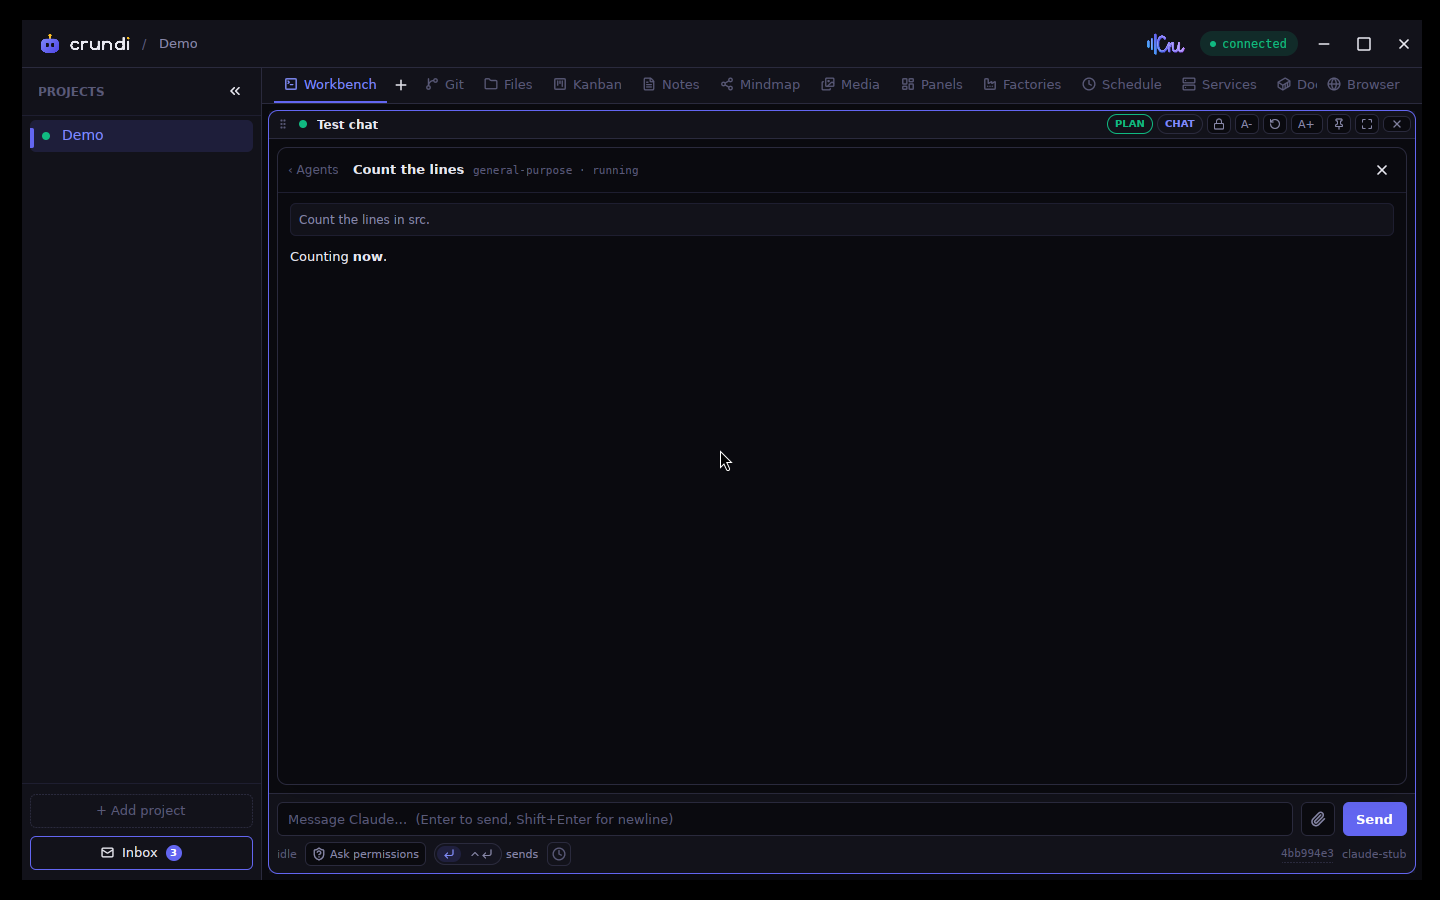 crundi / Demo
Cru
connected
PROJECTS
Demo
+ Add project
Inbox 3
Workbench
Git
Files
Kanban
Notes
Mindmap
Media
Panels
Factories
Schedule
Services
Doc
Browser
Test chat
PLAN
CHAT
A-
A+
‹ Agents
Count the lines general-purpose · running
Count the lines in src.
Counting now.
Message Claude... (Enter to send, Shift+Enter for newline)
Send
idle
Ask permissions
sends
4bb994e3 claude-stub